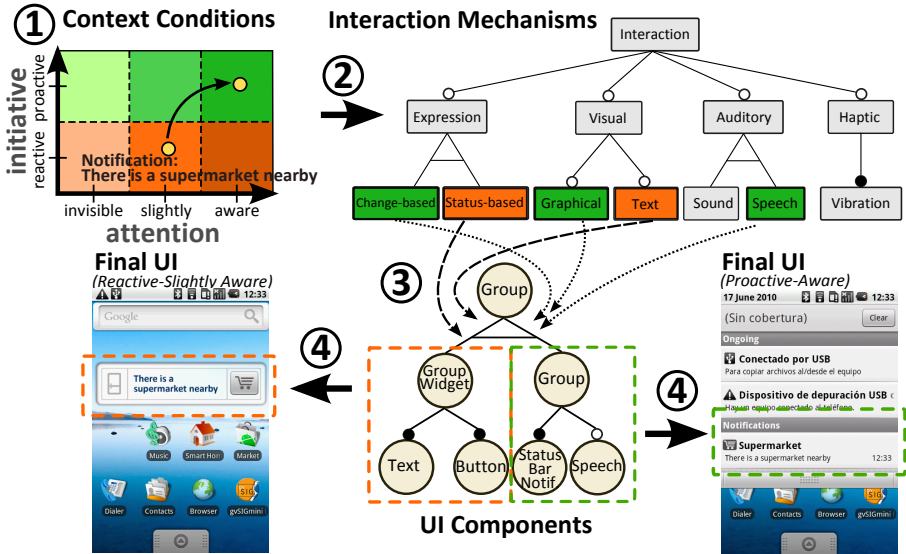 1
Context Conditions
initiative
reactive
proactive
Notification:
There is a supermarket nearby
invisible
slightly
aware
attention
2
Interaction Mechanisms
Interaction
Expression
Visual
Auditory
Haptic
Change-based
Status-based
Graphical
Text
Sound
Speech
Vibration
3
Group
Group
Widget
Group
Text
Button
Status
Bar
Notif.
Speech
UI Components
4
Final UI
(Reactive-Slightly Aware)
12:33
Google
There is a
supermarket nearby
Music
Smart Hom
Market
Dialer
Contacts
Browser
gvSIGmini
4
Final UI
(Proactive-Aware)
17 June 2010
12:33
(Sin cobertura)
Clear
Ongoing
Conectado por USB
Para copiar archivos al/desde el equipo
Dispositivo de depuración USB c
Hay un equipo conectado al teléfono.
Notifications
Supermarket
There is a supermarket nearby
12:33
Dialer
Contacts
Browser
gvSIGmini